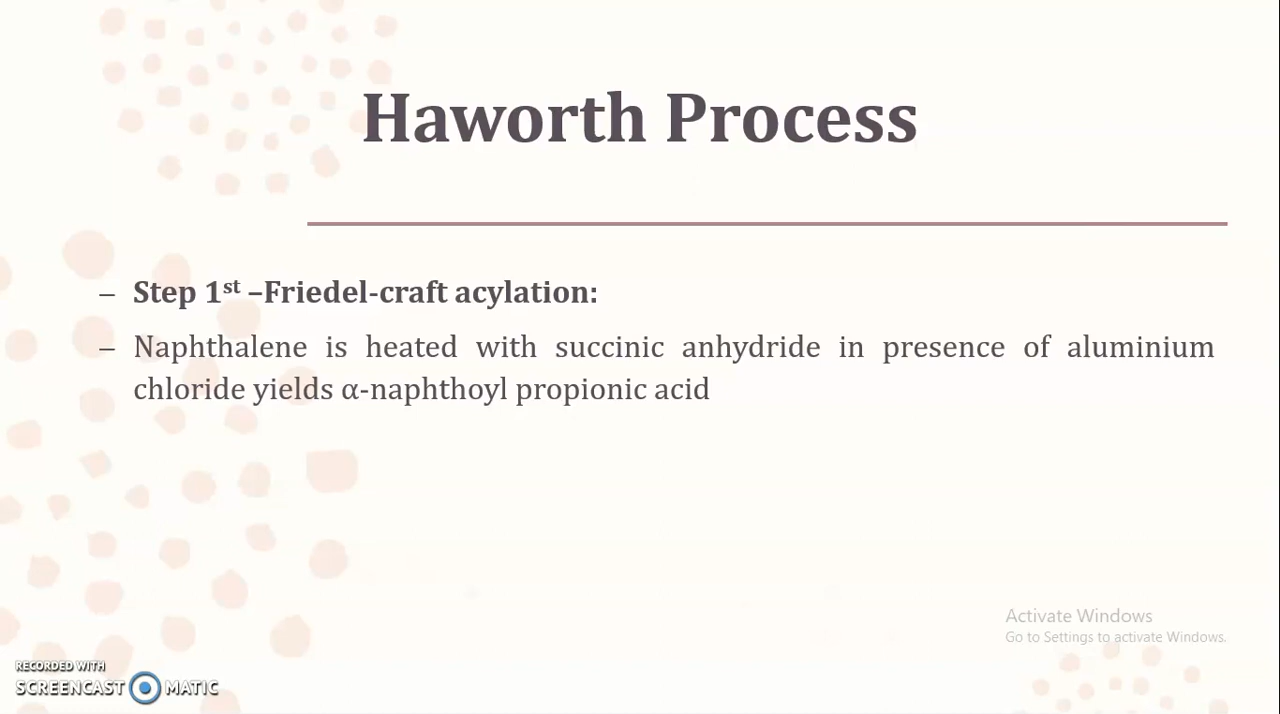 Haworth Process
– Step 1st –Friedel-craft acylation:
– Naphthalene is heated with succinic anhydride in presence of aluminium
chloride yields α-naphthoyl propionic acid
Activate Windows
Go to Settings to activate Windows.
RECORDED WITH
SCREENCAST MATIC